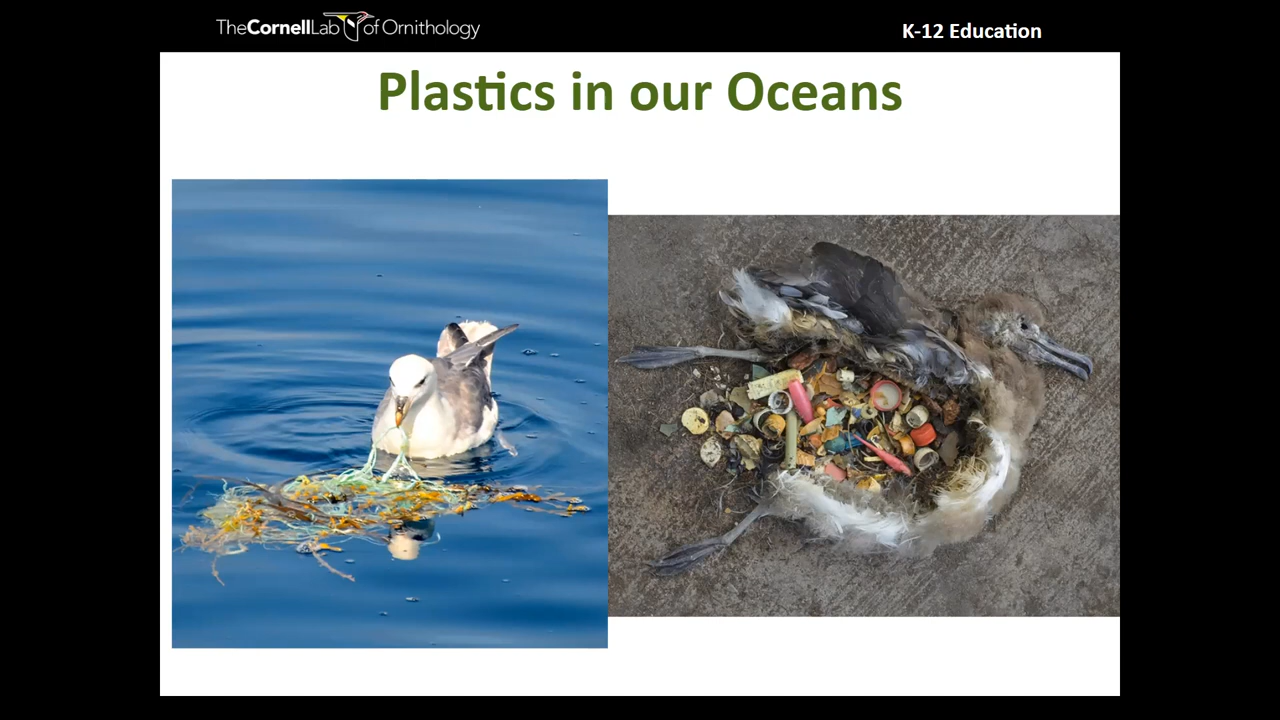 TheCornellLab of Ornithology
K-12 Education
Plastics in our Oceans